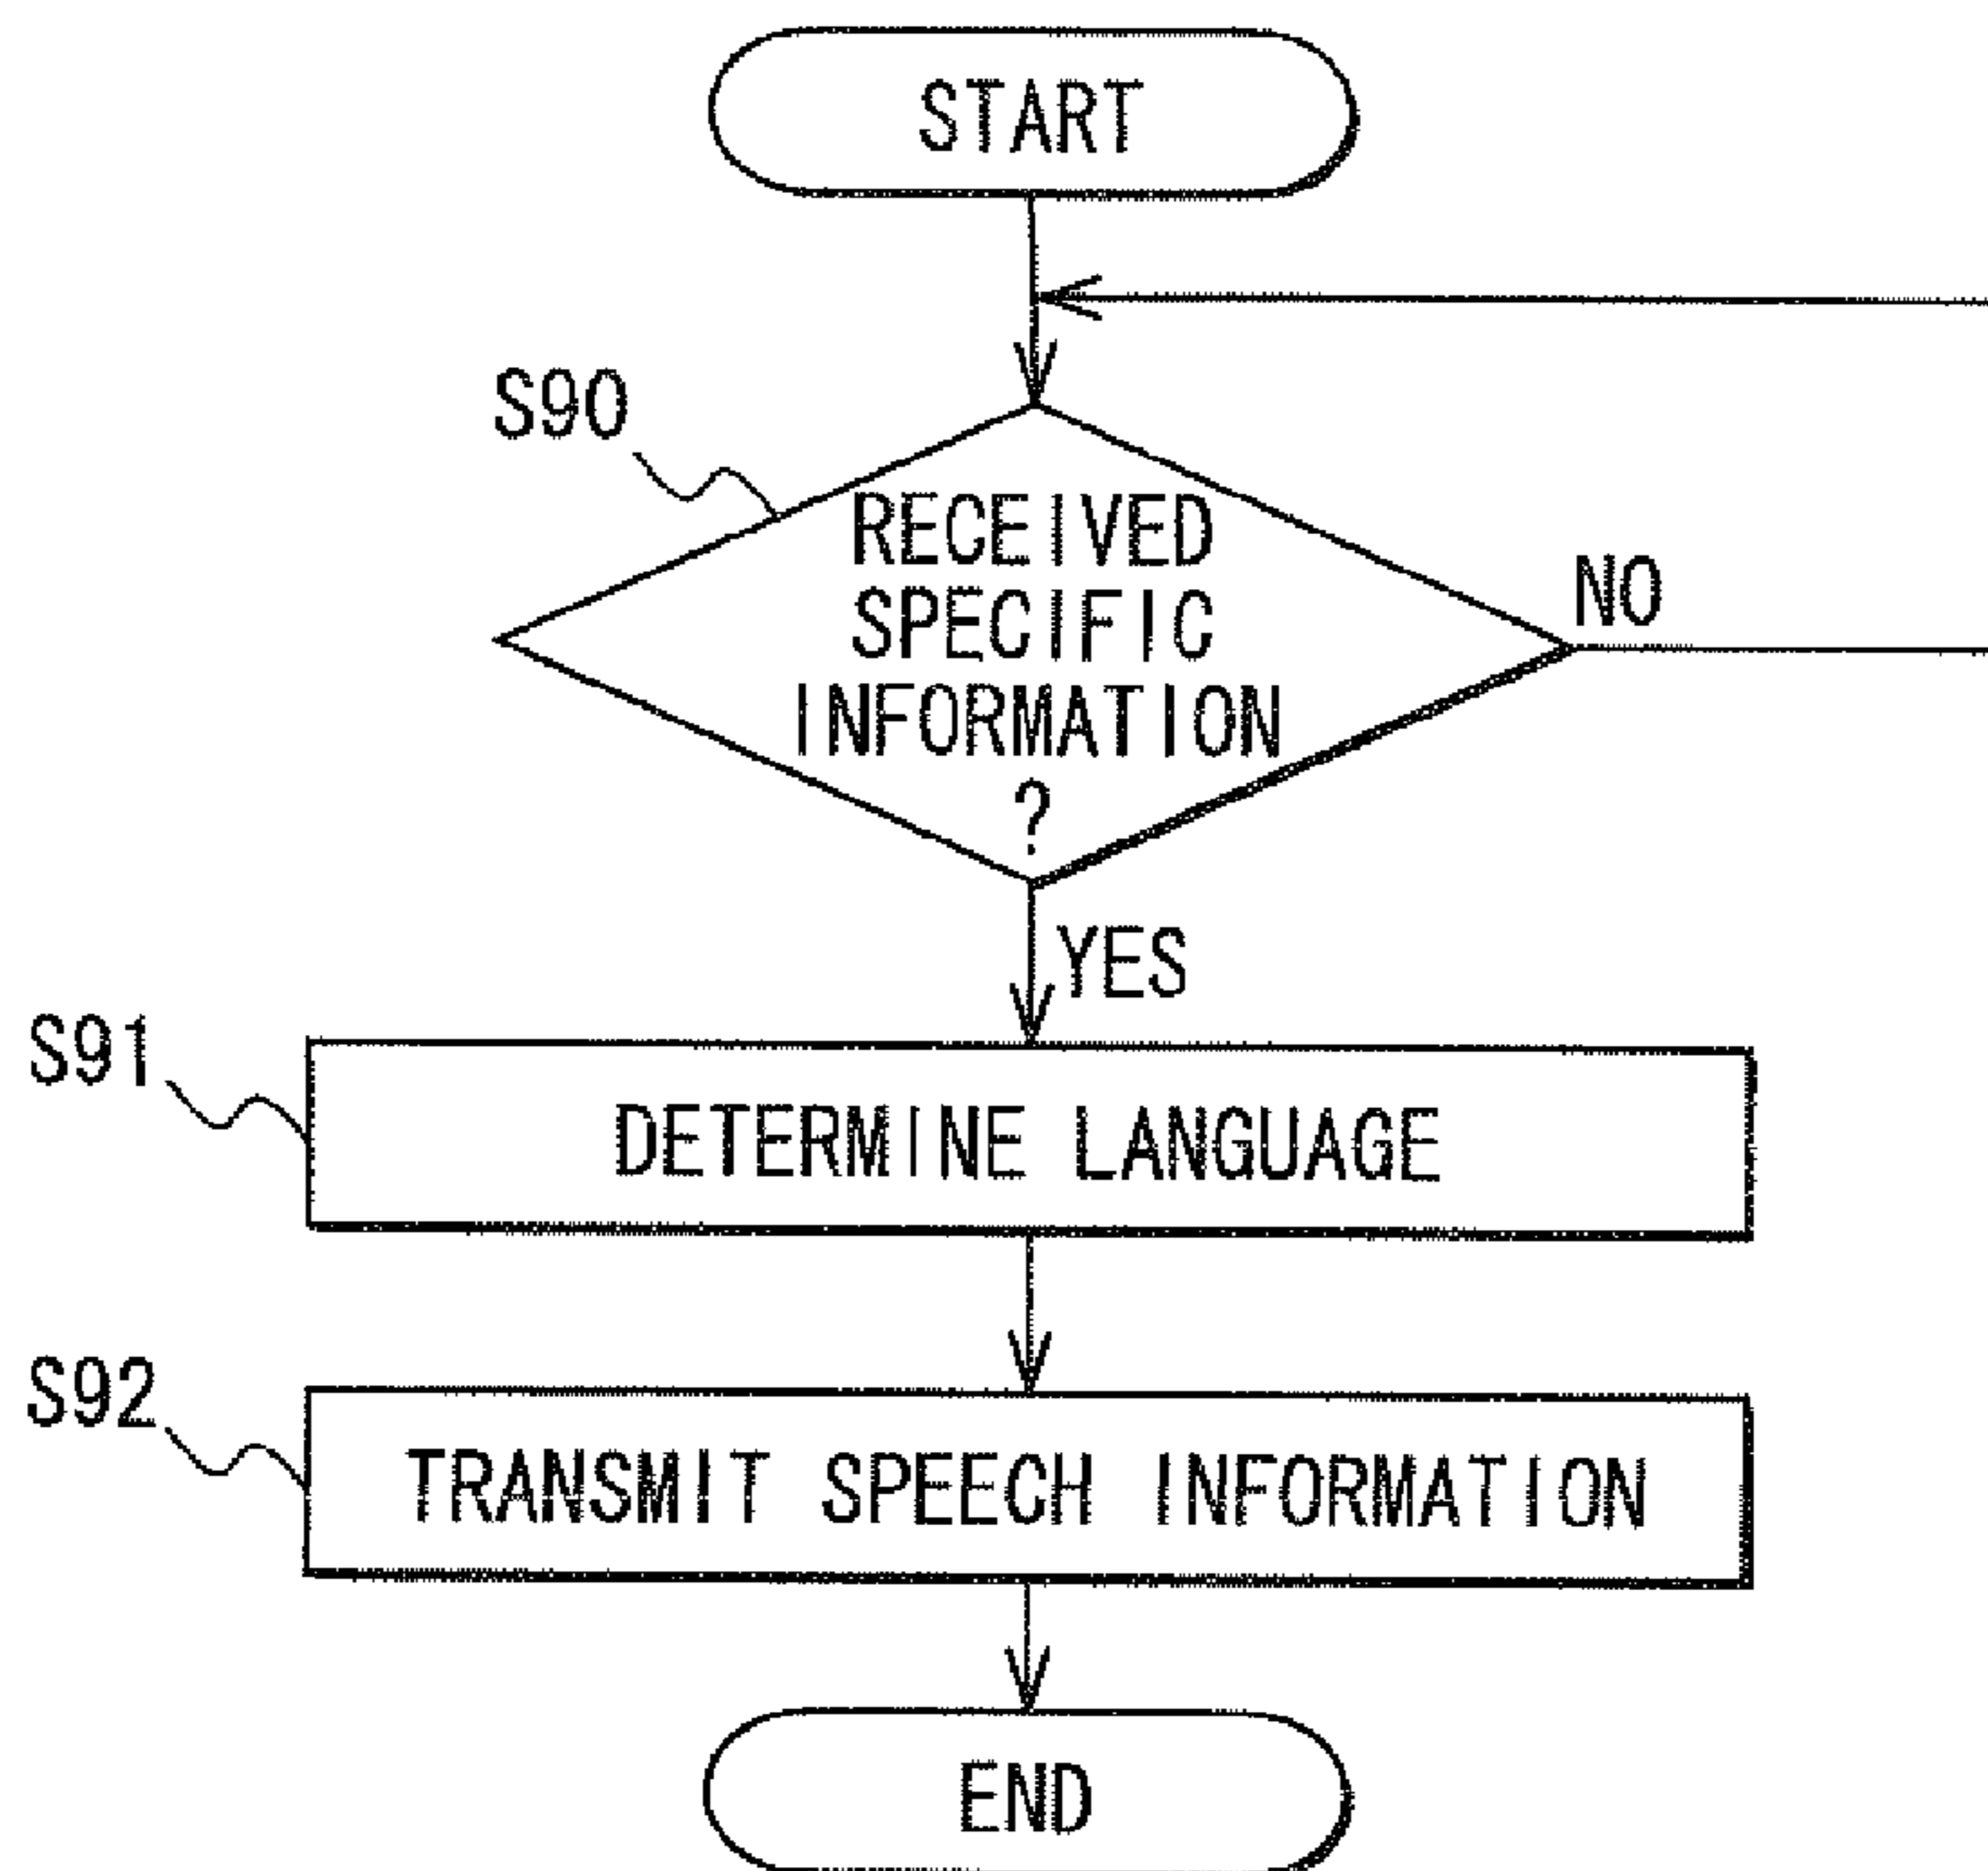 START
S90
RECEIVED
SPECIFIC
INFORMATION
?
NO
YES
S91
DETERMINE LANGUAGE
S92
TRANSMIT SPEECH INFORMATION
END